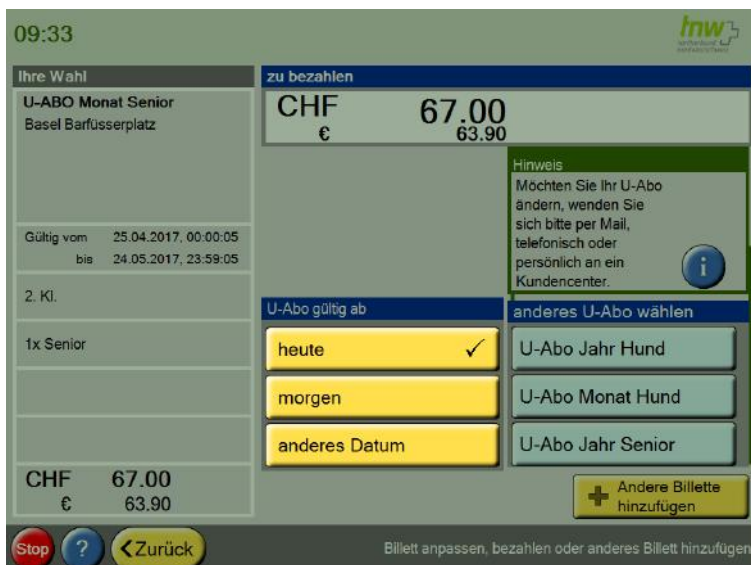 09:33
tnw
Ihre Wahl
U-ABO Monat Senior
Basel Barfüsserplatz
Gültig vom 25.04.2017, 00:00:05
bis 24.05.2017, 23:59:05
2. Kl.
1x Senior
CHF 67.00
€ 63.90
zu bezahlen
CHF 67.00
€ 63.90
Hinweis
Möchten Sie Ihr U-Abo
ändern, wenden Sie
sich bitte per Mail,
telefonisch oder
persönlich an ein
Kundencenter.
i
U-Abo gültig ab
heute ✓
morgen
anderes Datum
anderes U-Abo wählen
U-Abo Jahr Hund
U-Abo Monat Hund
U-Abo Jahr Senior
+ Andere Billette
hinzufügen
Stop ? <Zurück
Billett anpassen, bezahlen oder anderes Billett hinzufügen